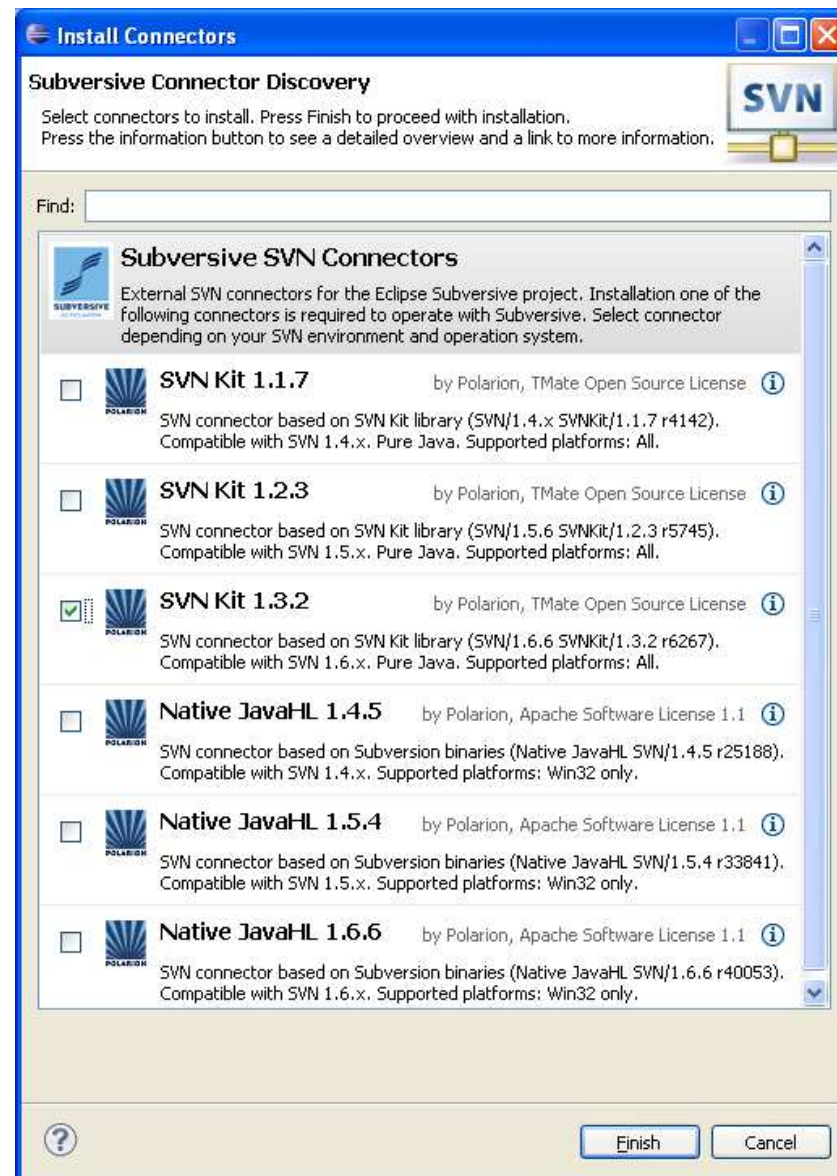 Install Connectors
Subversive Connector Discovery
Select connectors to install. Press Finish to proceed with installation.
Press the information button to see a detailed overview and a link to more information.
SVN
Find:
Subversive SVN Connectors
SUBVERSIVE
External SVN connectors for the Eclipse Subversive project. Installation one of the
following connectors is required to operate with Subversive. Select connector
depending on your SVN environment and operation system.
SVN Kit 1.1.7 by Polarion, TMate Open Source License
POLARION
SVN connector based on SVN Kit library (SVN/1.4.x SVNKit/1.1.7 r4142).
Compatible with SVN 1.4.x. Pure Java. Supported platforms: All.
SVN Kit 1.2.3 by Polarion, TMate Open Source License
POLARION
SVN connector based on SVN Kit library (SVN/1.5.6 SVNKit/1.2.3 r5745).
Compatible with SVN 1.5.x. Pure Java. Supported platforms: All.
SVN Kit 1.3.2 by Polarion, TMate Open Source License
POLARION
SVN connector based on SVN Kit library (SVN/1.6.6 SVNKit/1.3.2 r6267).
Compatible with SVN 1.6.x. Pure Java. Supported platforms: All.
Native JavaHL 1.4.5 by Polarion, Apache Software License 1.1
POLARION
SVN connector based on Subversion binaries (Native JavaHL SVN/1.4.5 r25188).
Compatible with SVN 1.4.x. Supported platforms: Win32 only.
Native JavaHL 1.5.4 by Polarion, Apache Software License 1.1
POLARION
SVN connector based on Subversion binaries (Native JavaHL SVN/1.5.4 r33841).
Compatible with SVN 1.5.x. Supported platforms: Win32 only.
Native JavaHL 1.6.6 by Polarion, Apache Software License 1.1
POLARION
SVN connector based on Subversion binaries (Native JavaHL SVN/1.6.6 r40053).
Compatible with SVN 1.6.x. Supported platforms: Win32 only.
Finish Cancel